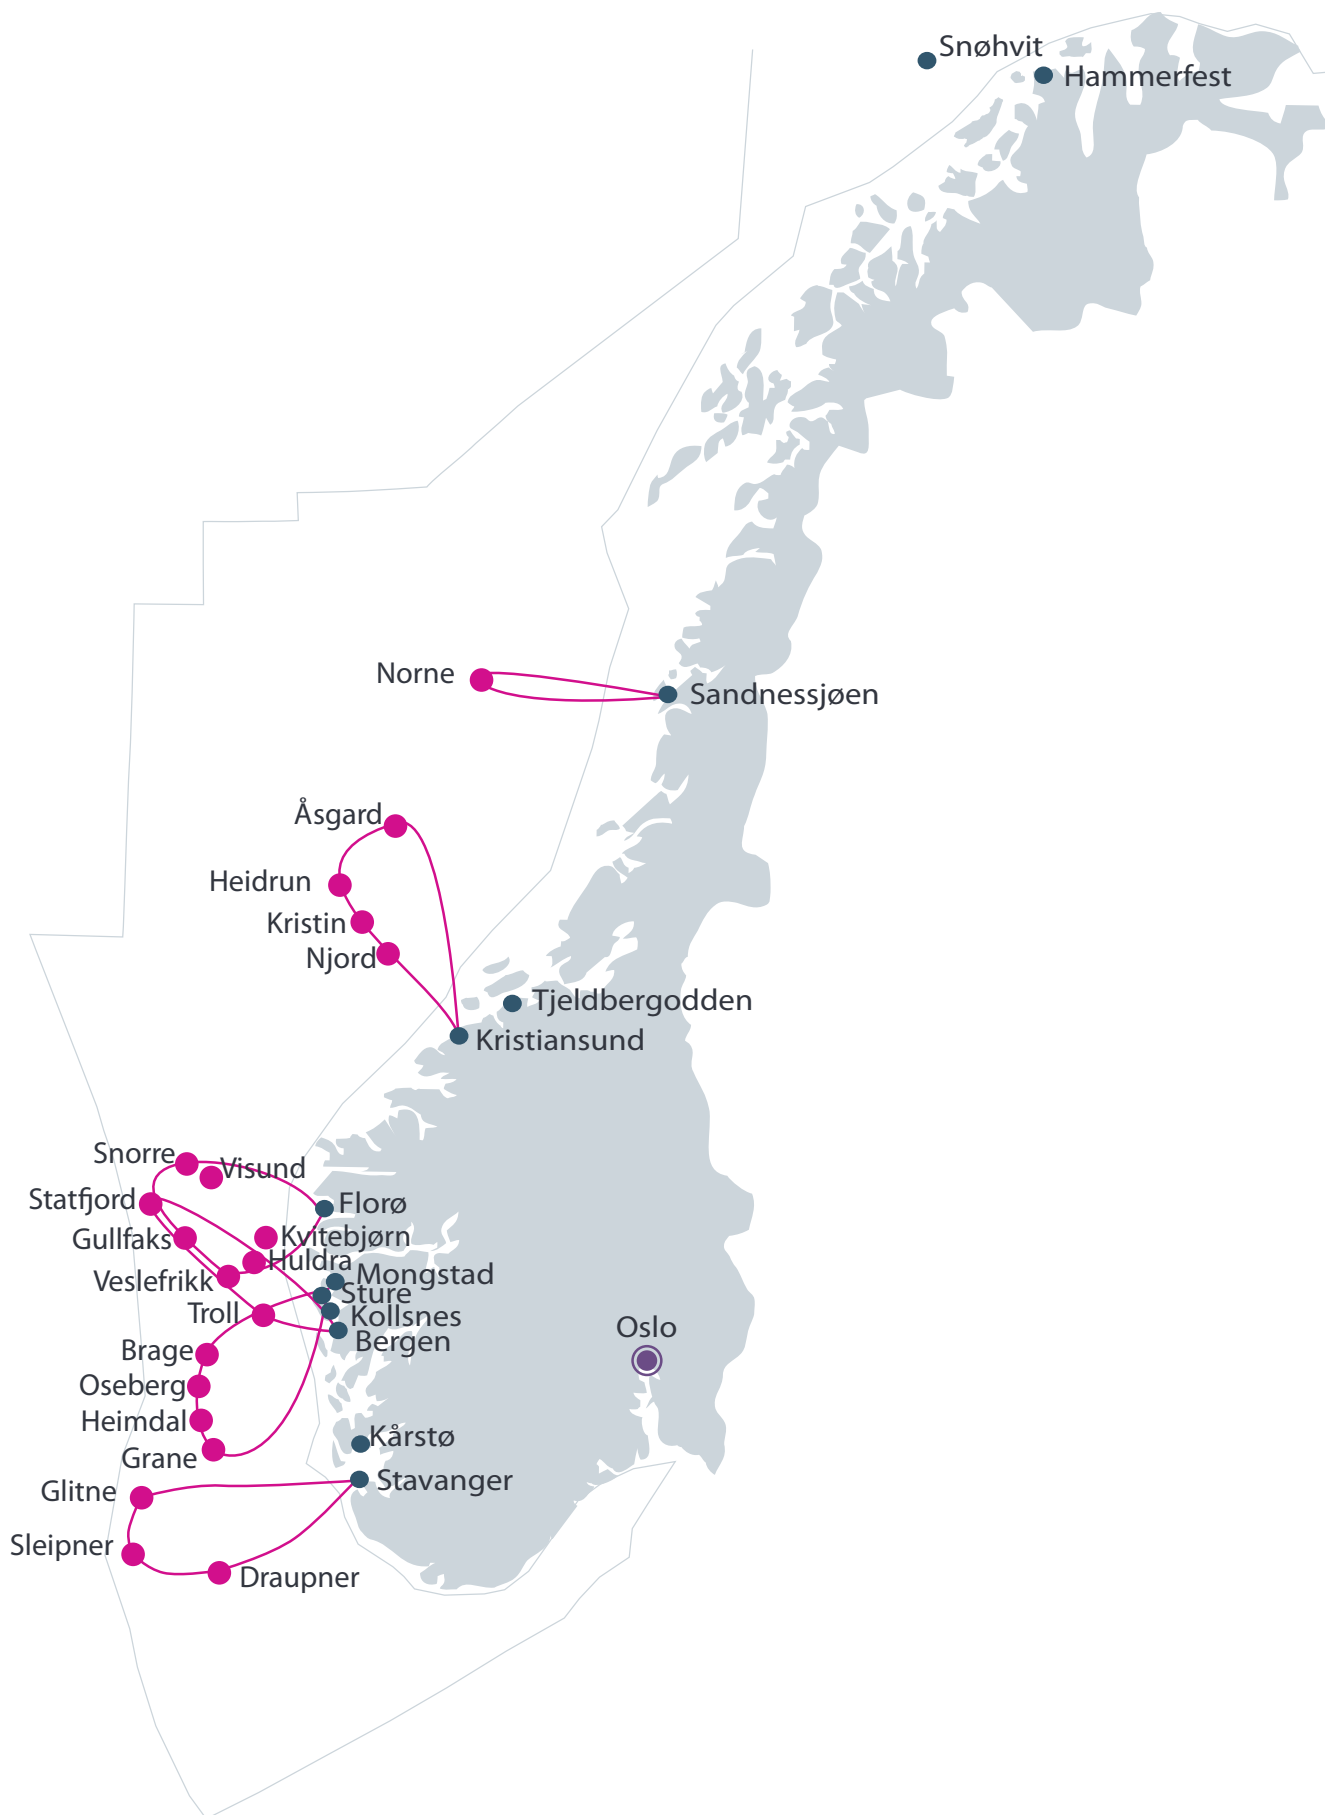 Snøhvit
Hammerfest
Norne
Sandnessjøen
Åsgard
Heidrun
Kristin
Njord
Tjeldbergodden
Kristiansund
Snorre
Visund
Statfjord
Florø
Gullfaks
Kvitebjørn
Huldra
Veslefrikk
Mongstad
Sture
Troll
Kollsnes
Bergen
Oslo
Brage
Oseberg
Heimdal
Kårstø
Grane
Stavanger
Glitne
Sleipner
Draupner